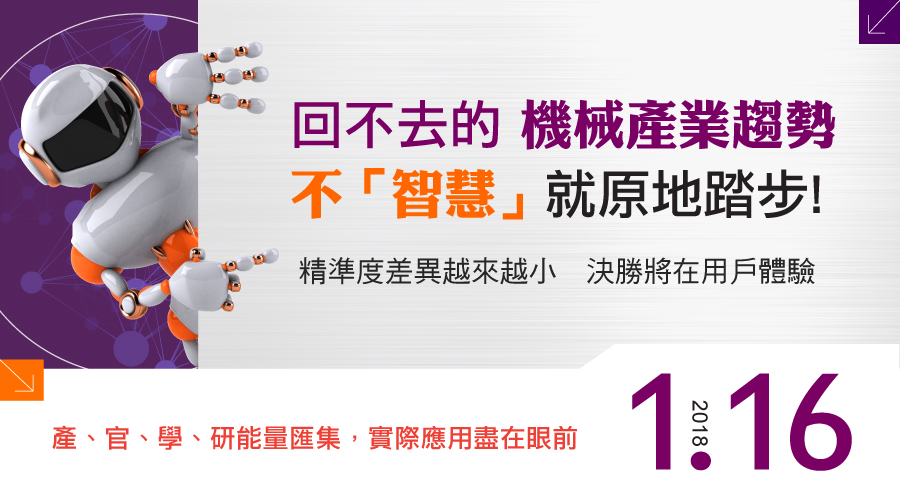 回不去的 機械產業趨勢
不「智慧」就原地踏步!
精準度差異越來越小　決勝將在用戶體驗
產、官、學、研能量匯集，實際應用盡在眼前
2018
1.16